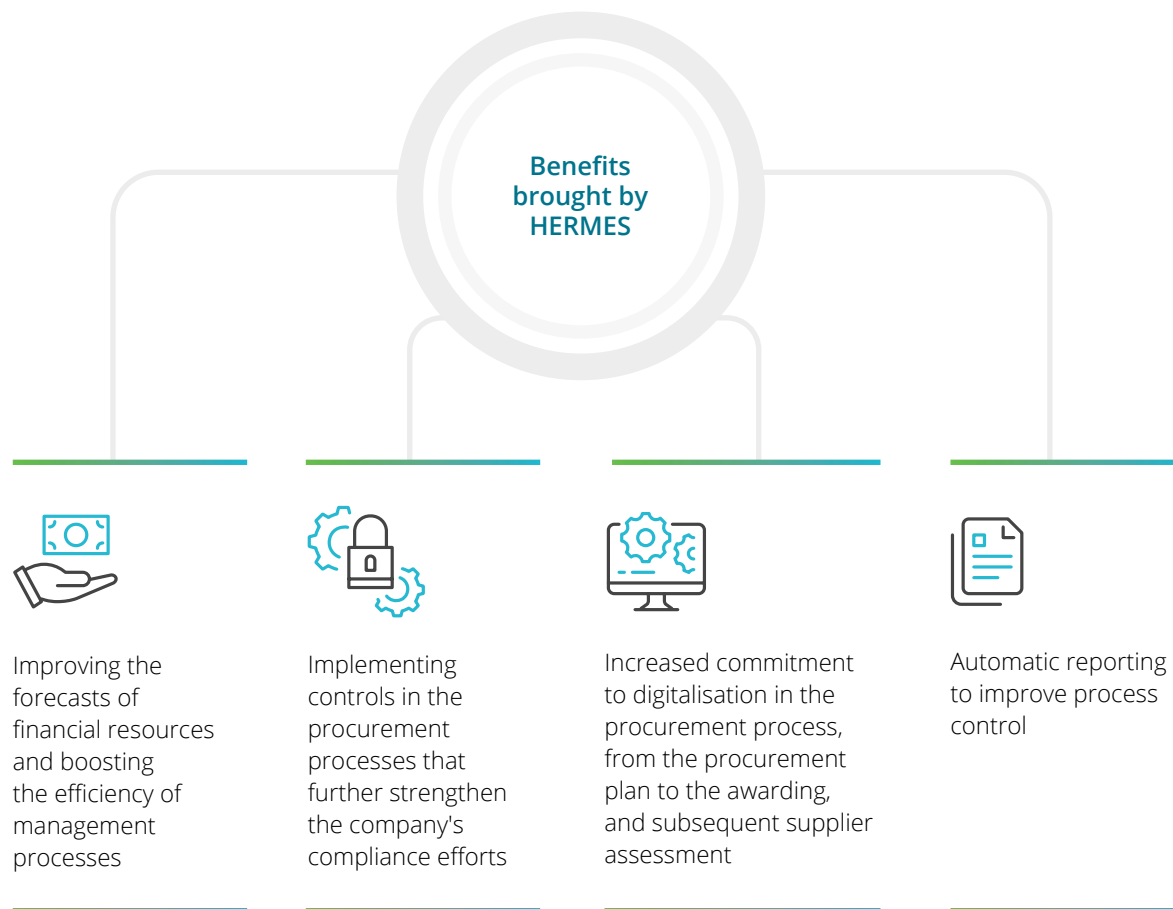 Benefits
brought by
HERMES
Improving the
forecasts of
financial resources
and boosting
the efficiency of
management
processes
Implementing
controls in the
procurement
processes that
further strengthen
the company's
compliance efforts
Increased commitment
to digitalisation in the
procurement process,
from the procurement
plan to the awarding,
and subsequent supplier
assessment
Automatic reporting
to improve process
control